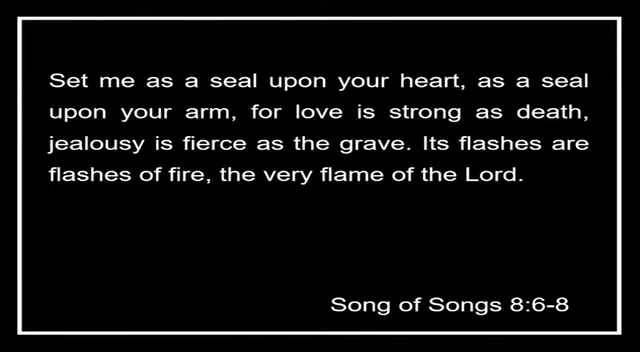 Set me as a seal upon your heart, as a seal
upon your arm, for love is strong as death,
jealousy is fierce as the grave. Its flashes are
flashes of fire, the very flame of the Lord.
Song of Songs 8:6-8